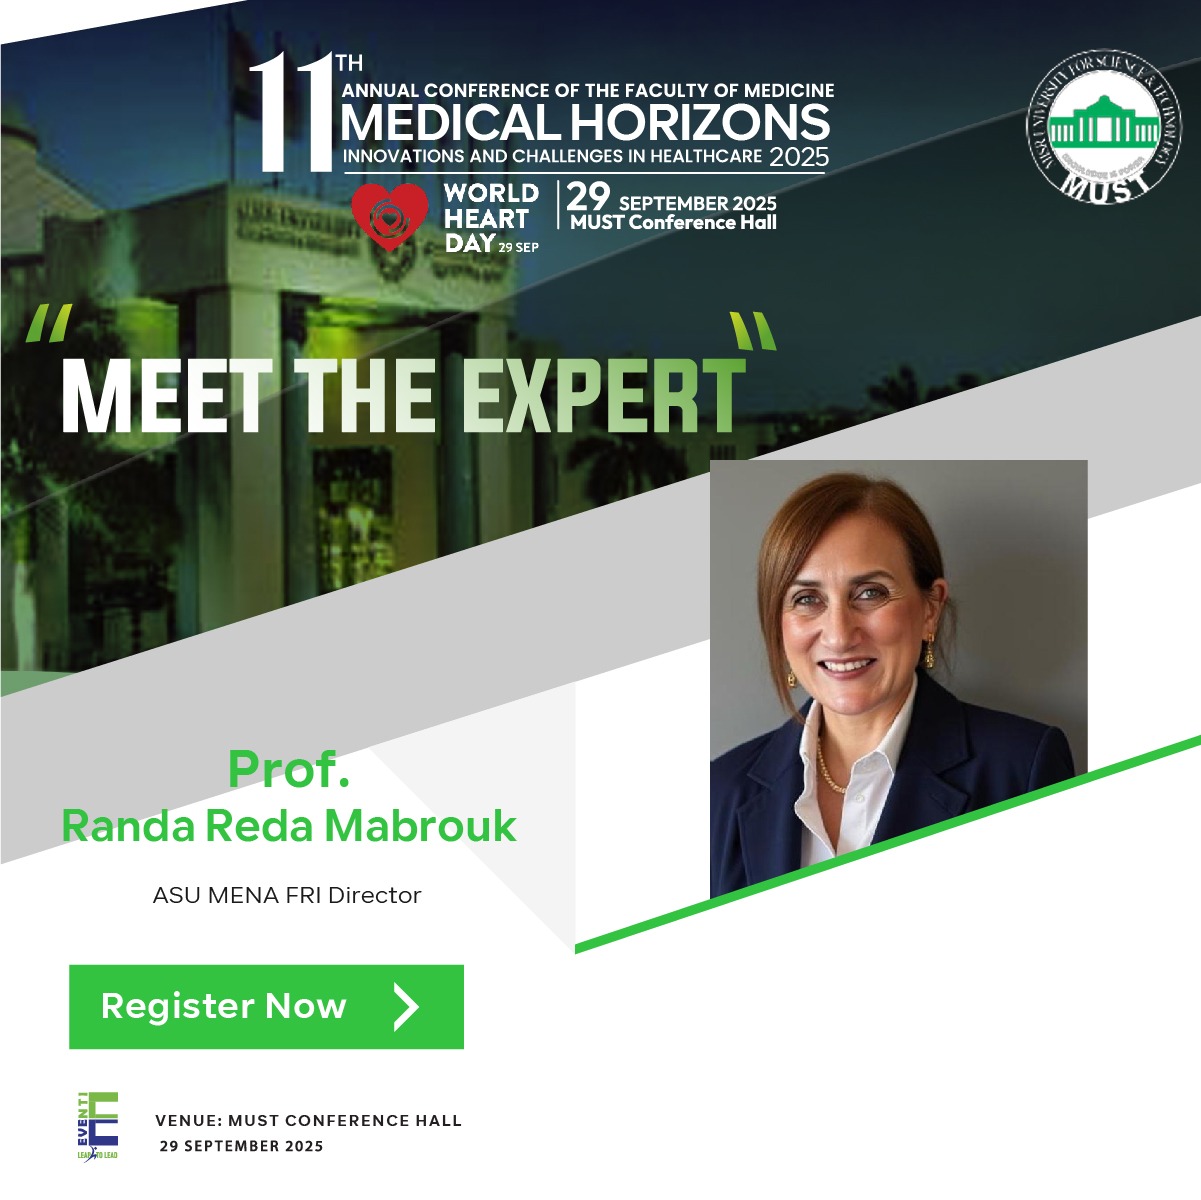 11TH
ANNUAL CONFERENCE OF THE FACULTY OF MEDICINE
MEDICAL HORIZONS
INNOVATIONS AND CHALLENGES IN HEALTHCARE 2025
WORLD
HEART
DAY 29 SEP
29 SEPTEMBER 2025
MUST Conference Hall
MISR UNIVERSITY FOR SCIENCE & TECHNOLOGY
KNOWLEDGE IS POWER
MUST
"MEET THE EXPERT"
Prof.
Randa Reda Mabrouk
ASU MENA FRI Director
Register Now
EVENTI
LEAP TO LEAD
VENUE: MUST CONFERENCE HALL
29 SEPTEMBER 2025